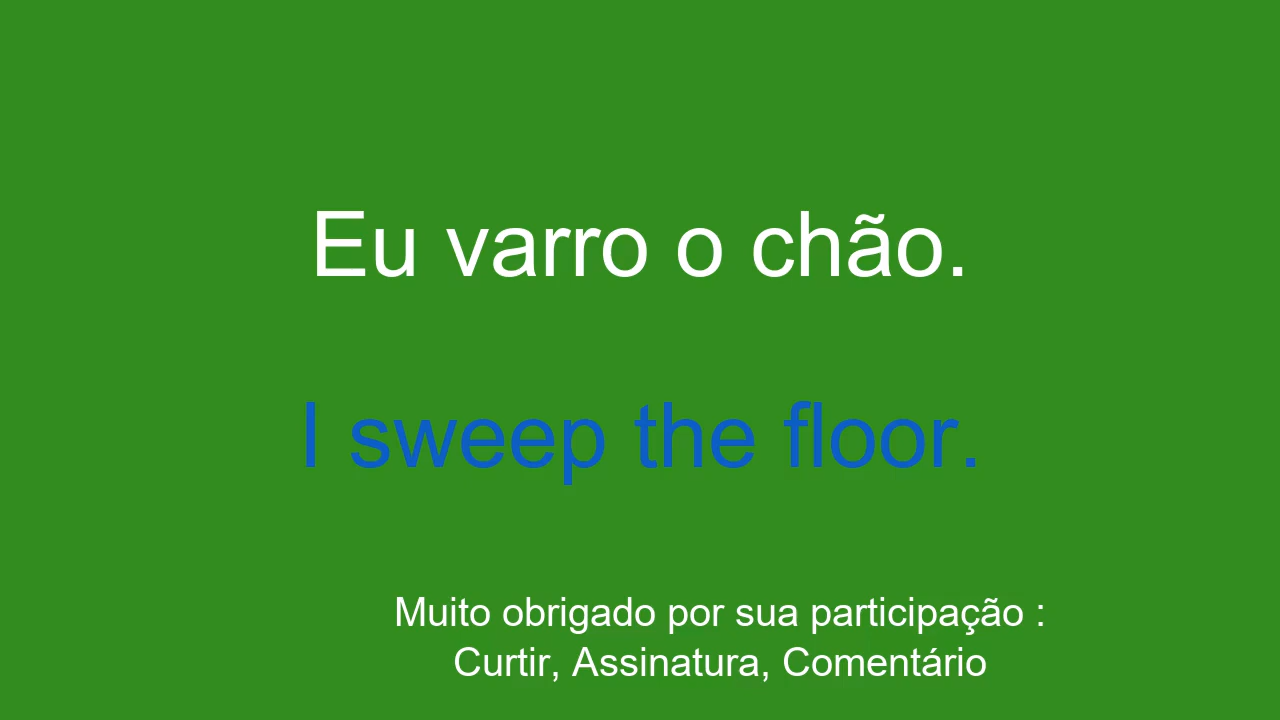 Eu varro o chão.
I sweep the floor.
Muito obrigado por sua participação :
Curtir, Assinatura, Comentário